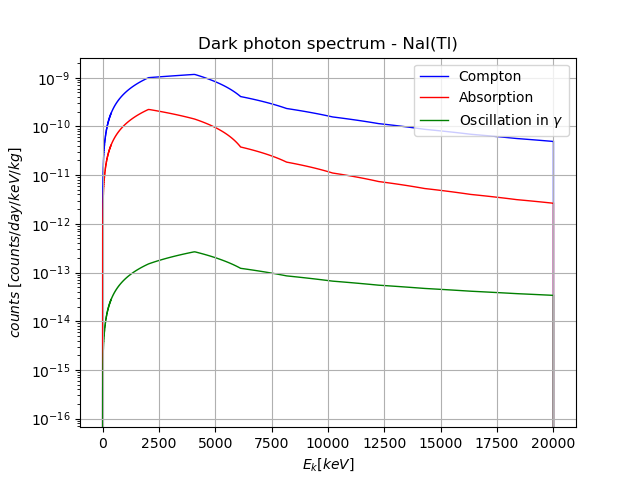 Dark photon spectrum - NaI(Tl)
counts [counts/day/keV/kg]
10⁻⁹
10⁻¹⁰
10⁻¹¹
10⁻¹²
10⁻¹³
10⁻¹⁴
10⁻¹⁵
10⁻¹⁶
Compton
Absorption
Oscillation in γ
0 2500 5000 7500 10000 12500 15000 17500 20000
Eₖ[keV]